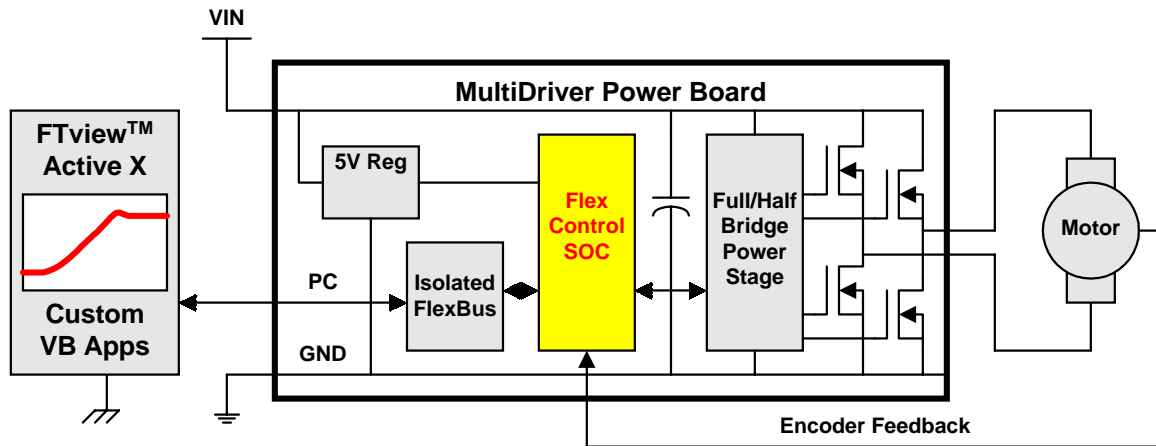 VIN
MultiDriver Power Board
FTview™
Active X
Custom
VB Apps
5V Reg
PC
GND
Isolated
FlexBus
Flex
Control
SOC
Full/Half
Bridge
Power
Stage
Motor
Encoder Feedback